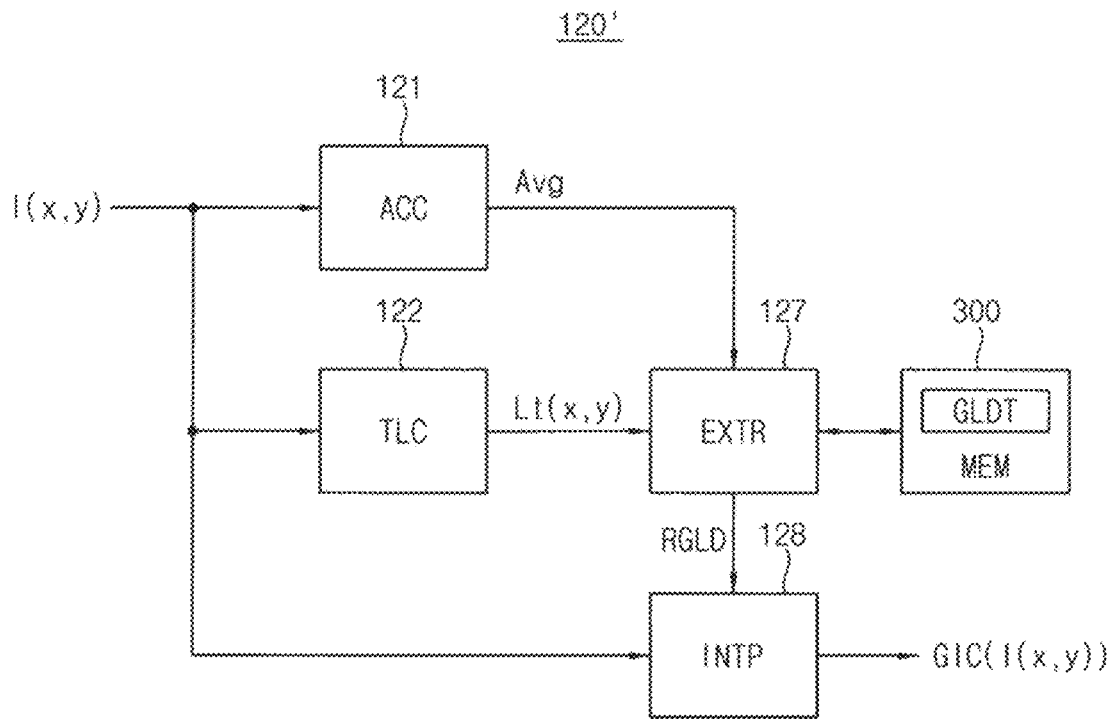 120'
121
I(x,y)
ACC
Avg
122
TLC
Lt(x,y)
127
EXTR
300
GLDT
MEM
RGLD
128
INTP
GIC(I(x,y))